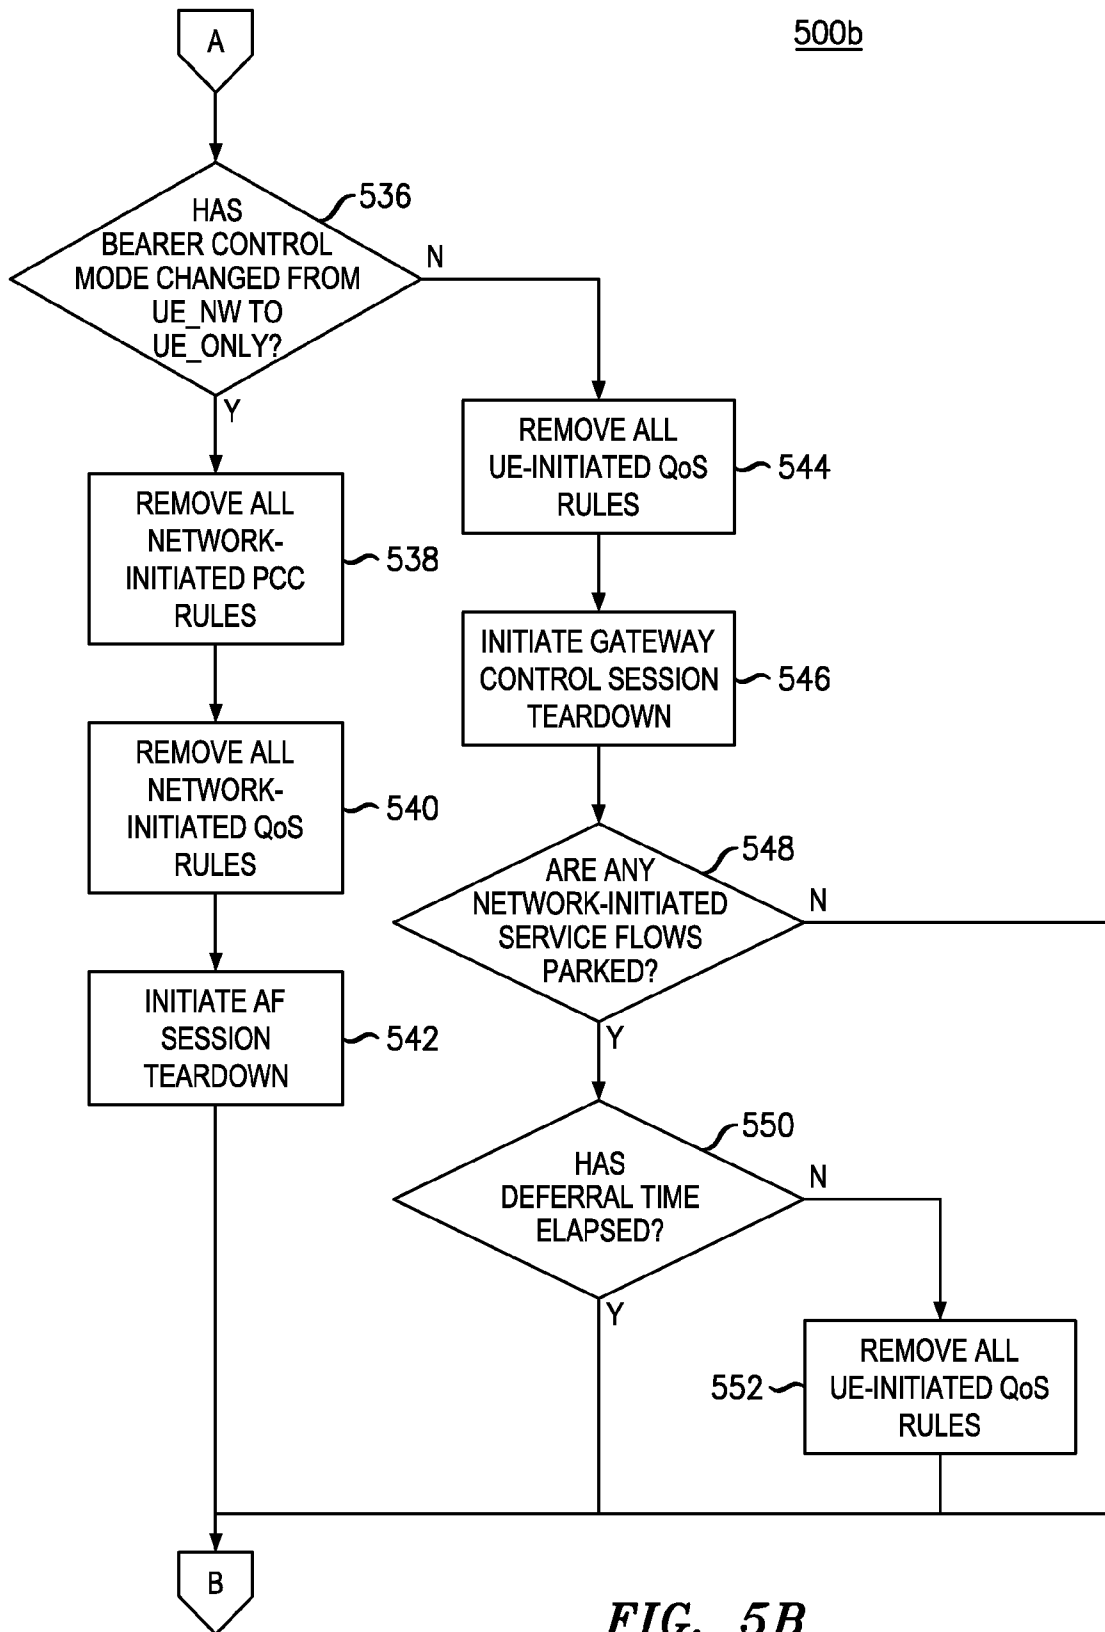 500b
A
HAS
BEARER CONTROL
MODE CHANGED FROM
UE_NW TO
UE_ONLY?
536
N
Y
REMOVE ALL
NETWORK-
INITIATED PCC
RULES
538
REMOVE ALL
NETWORK-
INITIATED QoS
RULES
540
INITIATE AF
SESSION
TEARDOWN
542
REMOVE ALL
UE-INITIATED QoS
RULES
544
INITIATE GATEWAY
CONTROL SESSION
TEARDOWN
546
ARE ANY
NETWORK-INITIATED
SERVICE FLOWS
PARKED?
548
N
Y
HAS
DEFERRAL TIME
ELAPSED?
550
N
Y
REMOVE ALL
UE-INITIATED QoS
RULES
552
B
FIG. 5B